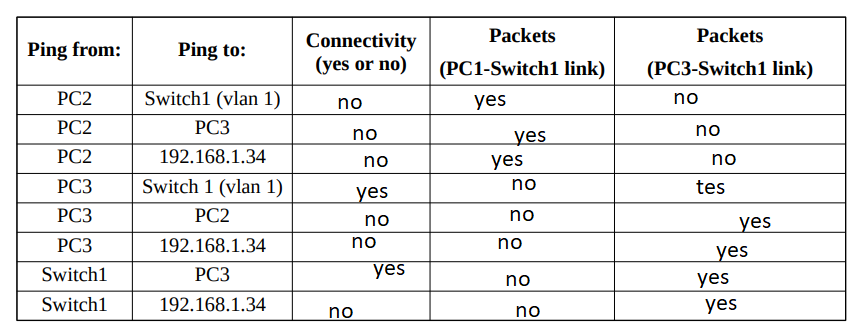 Ping from: Ping to: Connectivity (yes or no) Packets (PC1-Switch1 link) Packets (PC3-Switch1 link)
PC2 Switch1 (vlan 1) no yes no
PC2 PC3 no yes no
PC2 192.168.1.34 no yes no
PC3 Switch 1 (vlan 1) yes no tes
PC3 PC2 no no yes
PC3 192.168.1.34 no no yes
Switch1 PC3 yes no yes
Switch1 192.168.1.34 no no yes